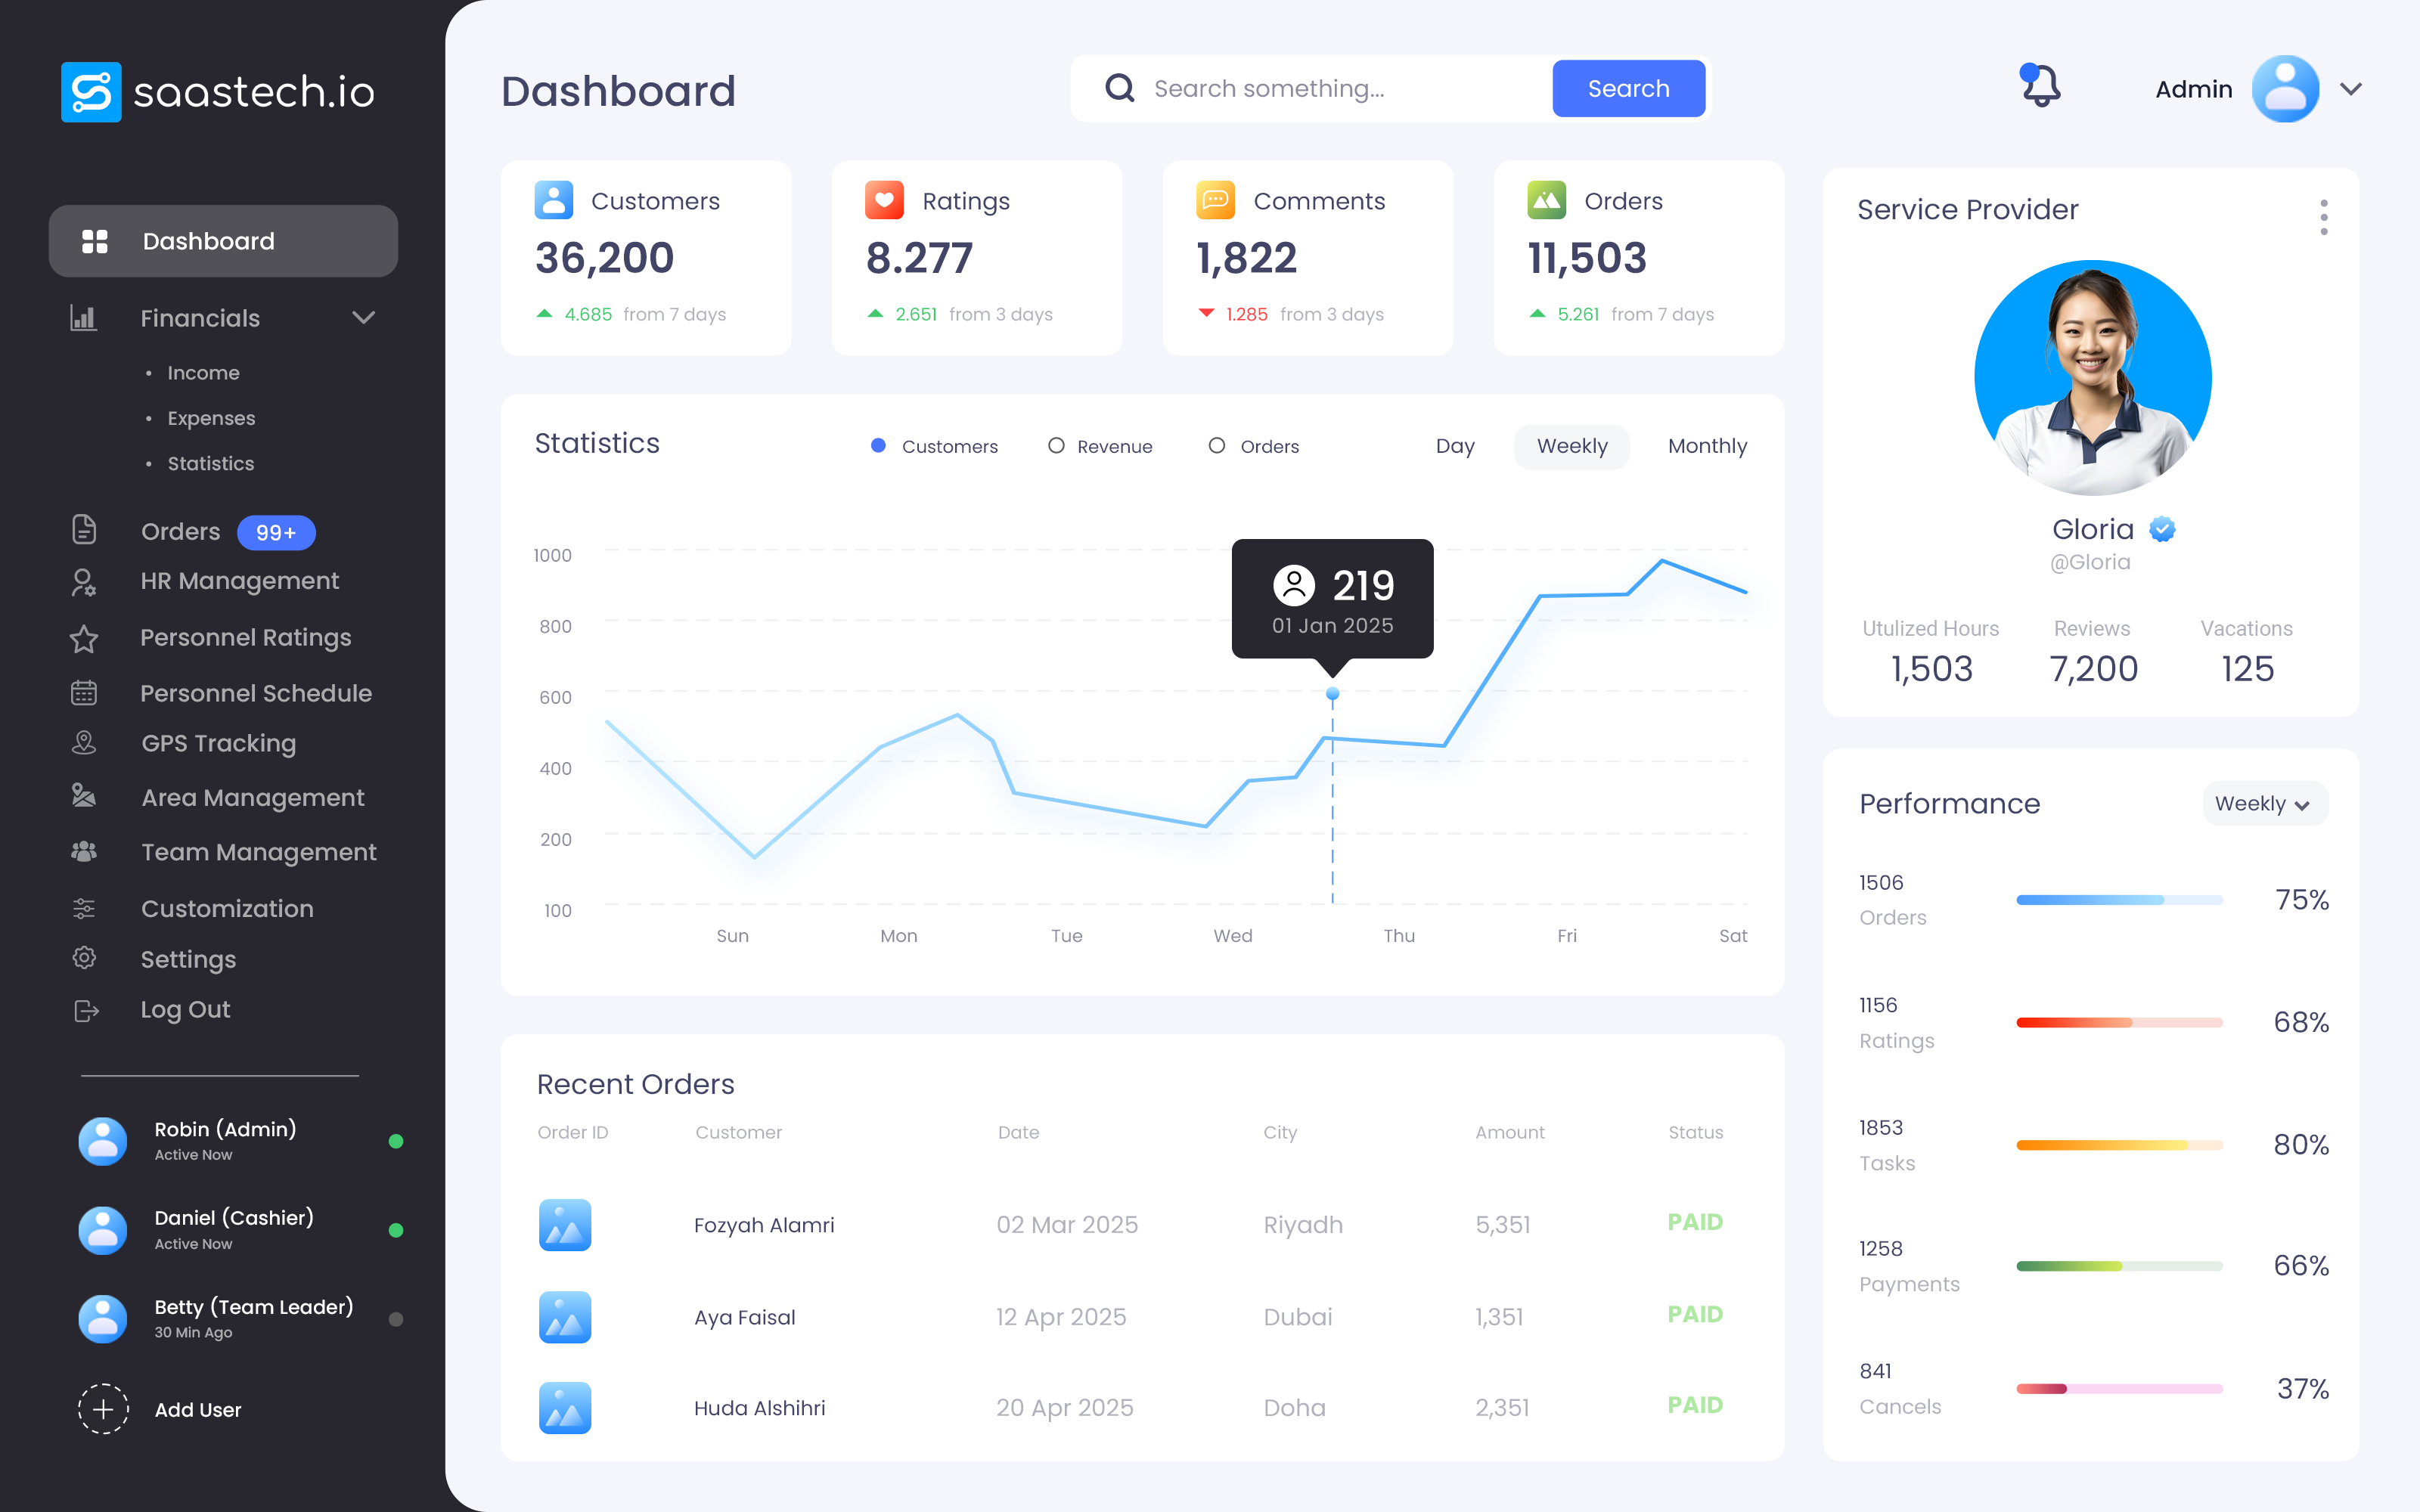 saastech.io
Dashboard
Financials
• Income
• Expenses
• Statistics
Orders 99+
HR Management
Personnel Ratings
Personnel Schedule
GPS Tracking
Area Management
Team Management
Customization
Settings
Log Out
Robin (Admin)
Active Now
Daniel (Cashier)
Active Now
Betty (Team Leader)
30 Min Ago
Add User
Dashboard
Search something...
Search
Admin
Customers
36,200
4.685 from 7 days
Ratings
8.277
2.651 from 3 days
Comments
1,822
1.285 from 3 days
Orders
11,503
5.261 from 7 days
Statistics
Customers Revenue Orders
Day Weekly Monthly
1000
800
600
400
200
100
219
01 Jan 2025
Sun Mon Tue Wed Thu Fri Sat
Recent Orders
Order ID Customer Date City Amount Status
Fozyah Alamri 02 Mar 2025 Riyadh 5,351 PAID
Aya Faisal 12 Apr 2025 Dubai 1,351 PAID
Huda Alshihri 20 Apr 2025 Doha 2,351 PAID
Service Provider
Gloria
@Gloria
Utulized Hours
1,503
Reviews
7,200
Vacations
125
Performance
Weekly
1506
Orders
75%
1156
Ratings
68%
1853
Tasks
80%
1258
Payments
66%
841
Cancels
37%